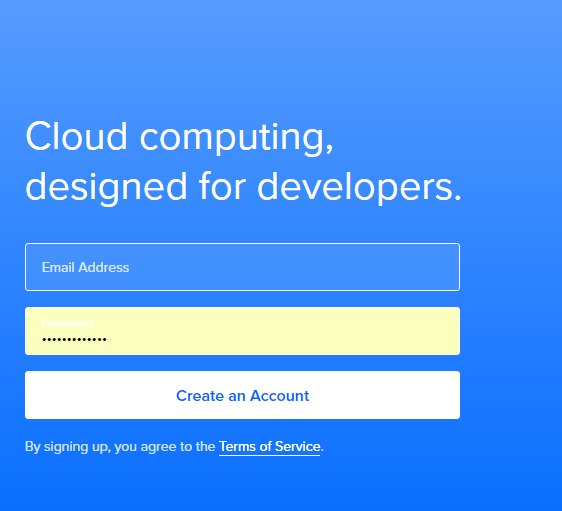 Cloud computing,
designed for developers.
Email Address
Password
•••••••••••••
Create an Account
By signing up, you agree to the Terms of Service.